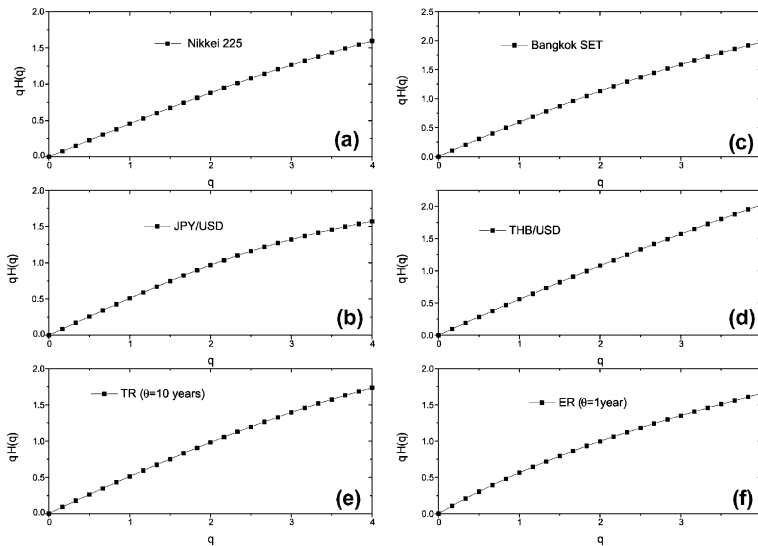 2.0
1.5
1.0
0.5
0.0
qH(q)
Nikkei 225
(a)
0 1 2 3 4
q
2.5
2.0
1.5
1.0
0.5
0.0
qH(q)
Bangkok SET
(c)
0 1 2 3
q
2.0
1.5
1.0
0.5
0.0
qH(q)
JPY/USD
(b)
0 1 2 3 4
q
2.0
1.5
1.0
0.5
0.0
qH(q)
THB/USD
(d)
0 1 2 3
q
2.0
1.5
1.0
0.5
0.0
qH(q)
TR (θ=10 years)
(e)
0 1 2 3 4
q
2.0
1.5
1.0
0.5
0.0
qH(q)
ER (θ=1year)
(f)
0 1 2 3
q